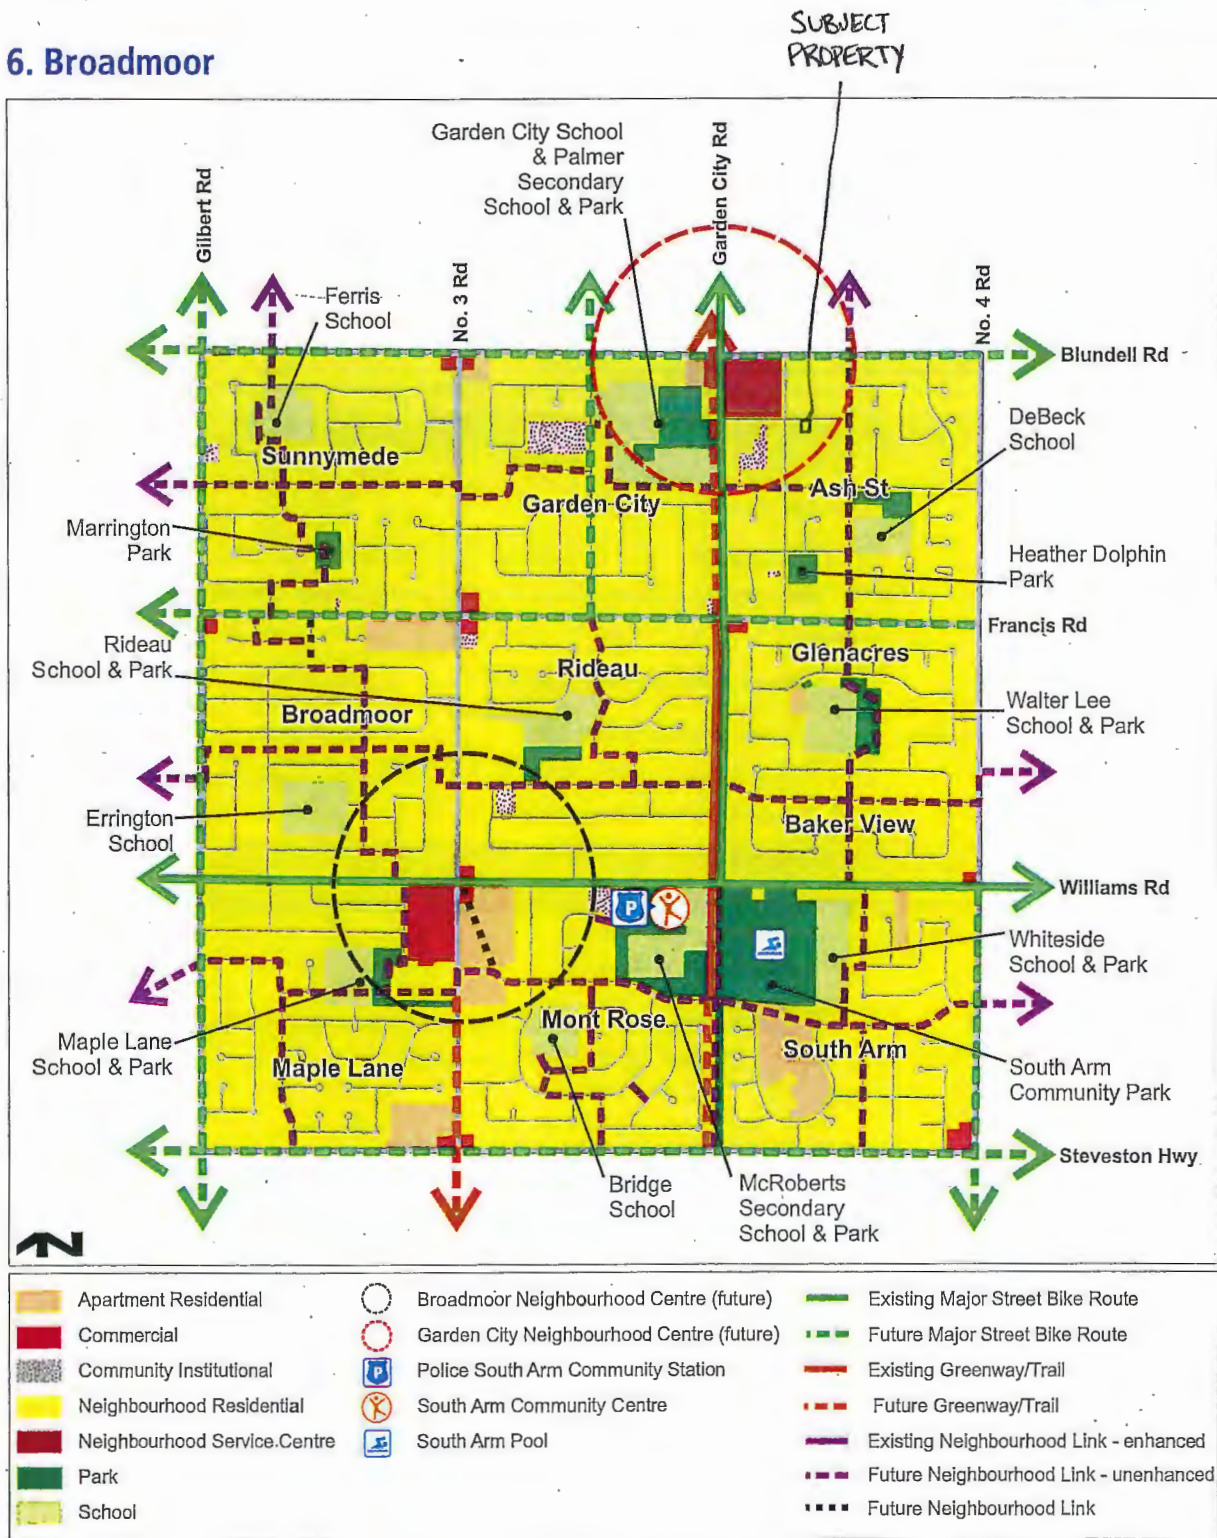 SUBJECT
PROPERTY
6. Broadmoor
Garden City School
& Palmer
Secondary
School & Park
Gilbert Rd
Garden City Rd
No. 3 Rd
No. 4 Rd
Ferris
School
Blundell Rd
DeBeck
School
Sunnymede
Ash St
Garden City
Marrington
Park
Heather Dolphin
Park
Francis Rd
Rideau
School & Park
Rideau
Glenacres
Walter Lee
School & Park
Broadmoor
Errington
School
Baker View
Williams Rd
P
Whiteside
School & Park
Mont Rose
Maple Lane
School & Park
Maple Lane
South Arm
South Arm
Community Park
Steveston Hwy
Bridge
School
McRoberts
Secondary
School & Park
N
Apartment Residential
Commercial
Community Institutional
Neighbourhood Residential
Neighbourhood Service Centre
Park
School
Broadmoor Neighbourhood Centre (future)
Garden City Neighbourhood Centre (future)
P
Police South Arm Community Station
South Arm Community Centre
South Arm Pool
Existing Major Street Bike Route
Future Major Street Bike Route
Existing Greenway/Trail
Future Greenway/Trail
Existing Neighbourhood Link - enhanced
Future Neighbourhood Link - unenhanced
Future Neighbourhood Link